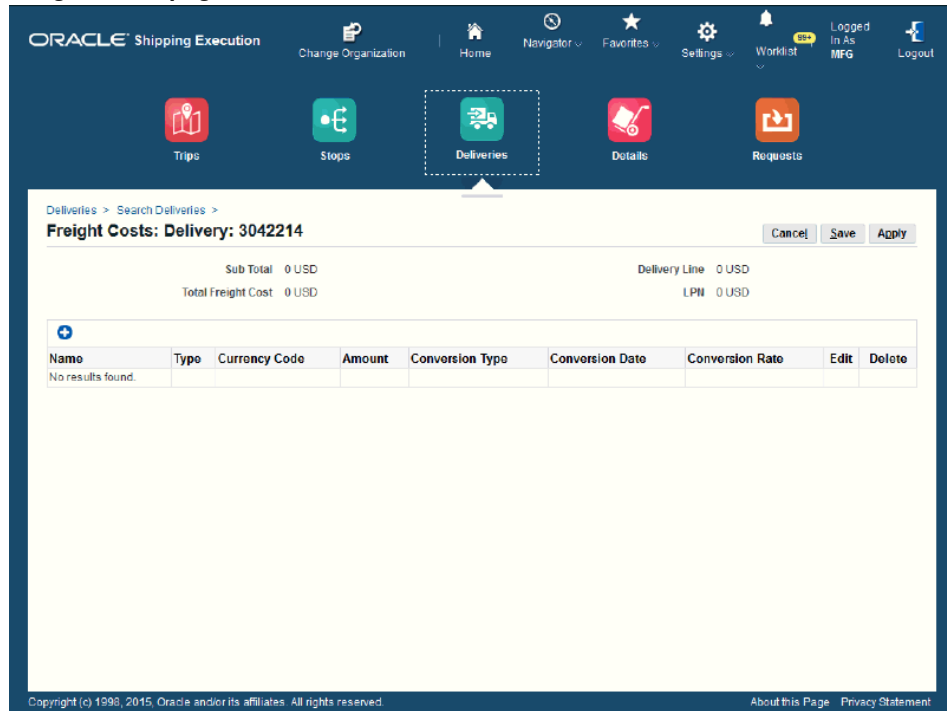 ORACLE® Shipping Execution
Change Organization
Home
Navigator
Favorites
Settings
Worklist
99+
Logged
In As
MFG
Logout
Trips
Stops
Deliveries
Details
Requests
Deliveries > Search Deliveries >
Freight Costs: Delivery: 3042214
Cancel Save Apply
Sub Total 0 USD Delivery Line 0 USD
Total Freight Cost 0 USD LPN 0 USD
Name Type Currency Code Amount Conversion Type Conversion Date Conversion Rate Edit Delete
No results found.
Copyright (c) 1998, 2015, Oracle and/or its affiliates. All rights reserved. About this Page Privacy Statement